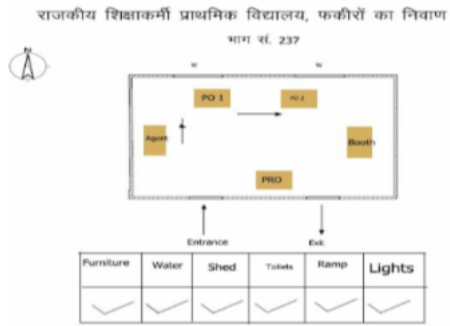 राजकीय शिक्षाकर्मी प्राथमिक विद्यालय, फकीरों का निवाण
भाग सं. 237
N
W W
PO 1 PO 2
Agent Booth
PRO
Entrance Exit
Furniture Water Shed Toilets Ramp Lights